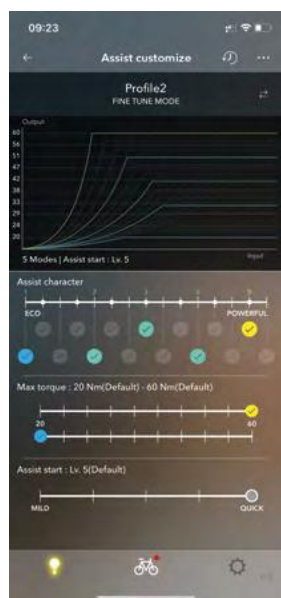 09:23
Assist customize
Profile2
FINE TUNE MODE
Output
60
56
51
47
42
38
33
29
24
20
5 Modes | Assist start : Lv. 5
Input
Assist character
ECO
POWERFUL
Max torque : 20 Nm(Default) - 60 Nm(Default)
20
60
Assist start : Lv. 5(Default)
MILD
QUICK